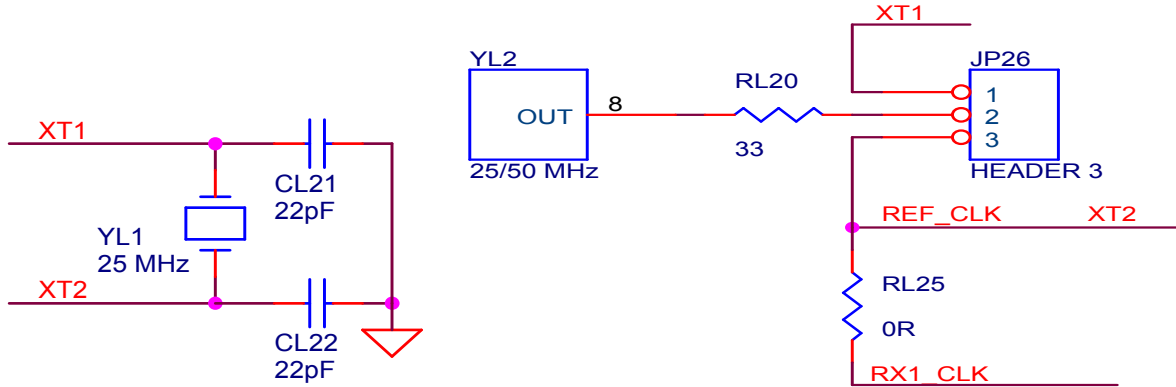 XT1
YL2
JP26
RL20
8
1
OUT
2
XT1
3
33
25/50 MHz
HEADER 3
CL21
22pF
REF_CLK XT2
YL1
25 MHz
XT2
RL25
CL22
0R
22pF
RX1_CLK